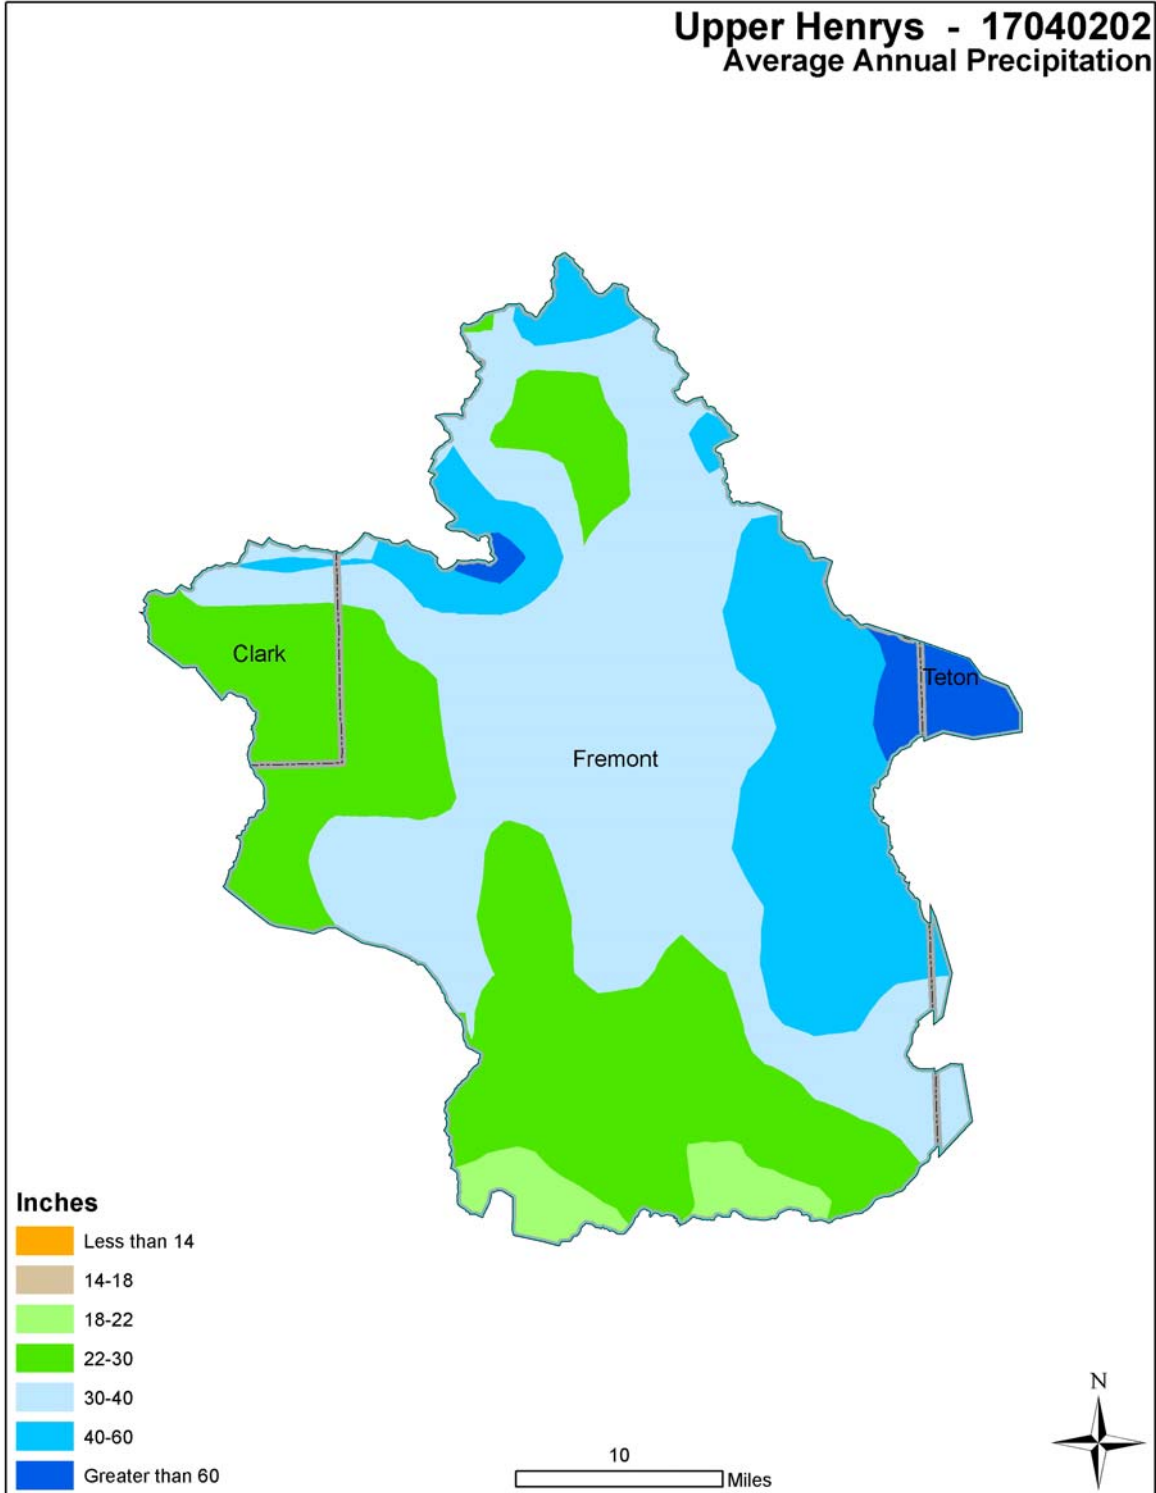 Upper Henrys - 17040202
Average Annual Precipitation
Clark
Teton
Fremont
Inches
Less than 14
14-18
18-22
22-30
30-40
40-60
Greater than 60
10
Miles
N